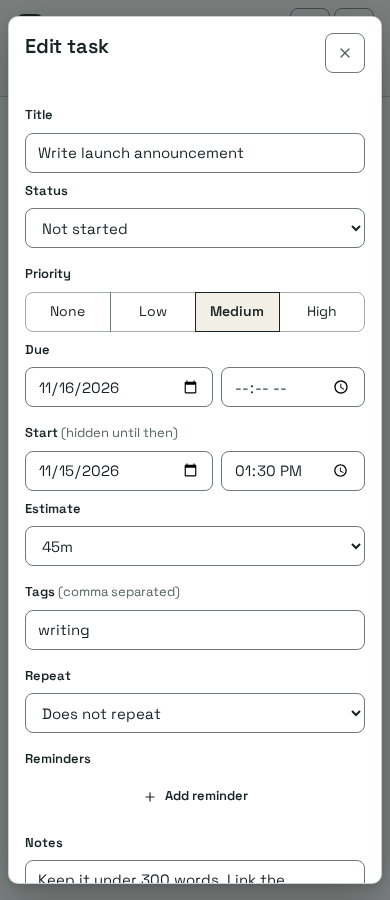 Edit task
Title
Write launch announcement
Status
Not started
Priority
None Low Medium High
Due
11/16/2026 --:-- --
Start (hidden until then)
11/15/2026 01:30 PM
Estimate
45m
Tags (comma separated)
writing
Repeat
Does not repeat
Reminders
+ Add reminder
Notes
Keep it under 300 words. Link the